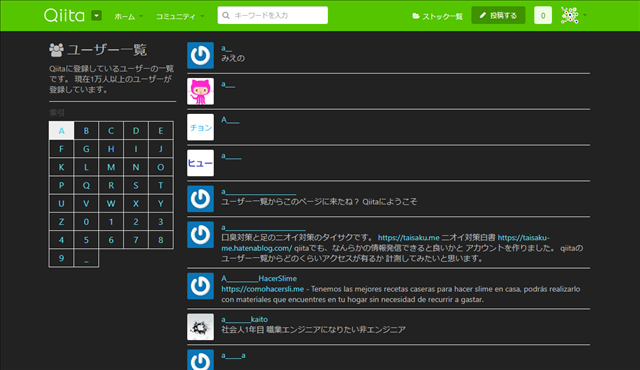 Qiita
ホーム
コミュニティ
キーワードを入力
ストック一覧
投稿する
0
ユーザー一覧
Qiitaに登録しているユーザーの一覧
です。 現在1万人以上のユーザーが
登録しています。
索引
A B C D E
F G H I J
K L M N O
P Q R S T
U V W X Y
Z 0 1 2 3
4 5 6 7 8
9 _
a__
みえの
a___
A____
チョン
a_____
ヒュー
a____________________
ユーザー一覧からこのページに来たね？ Qiitaにようこそ
a_______________________
口臭対策と足のニオイ対策のタイサクです。 https://taisaku.me ニオイ対策白書 https://taisaku-
me.hatenablog.com/ qiitaでも、なんらかの情報発信できると良いかと アカウントを作りました。 qiitaの
ユーザー一覧からどのくらいアクセスが有るか 計測してみたいと思います。
A_________HacerSlime
https://comohacersli.me - Tenemos las mejores recetas caseras para hacer slime en casa, podrás realizarlo
con materiales que encuentres en tu hogar sin necesidad de recurrir a gastar.
a_______kaito
社会人1年目 職業エンジニアになりたい非エンジニア
a_____a